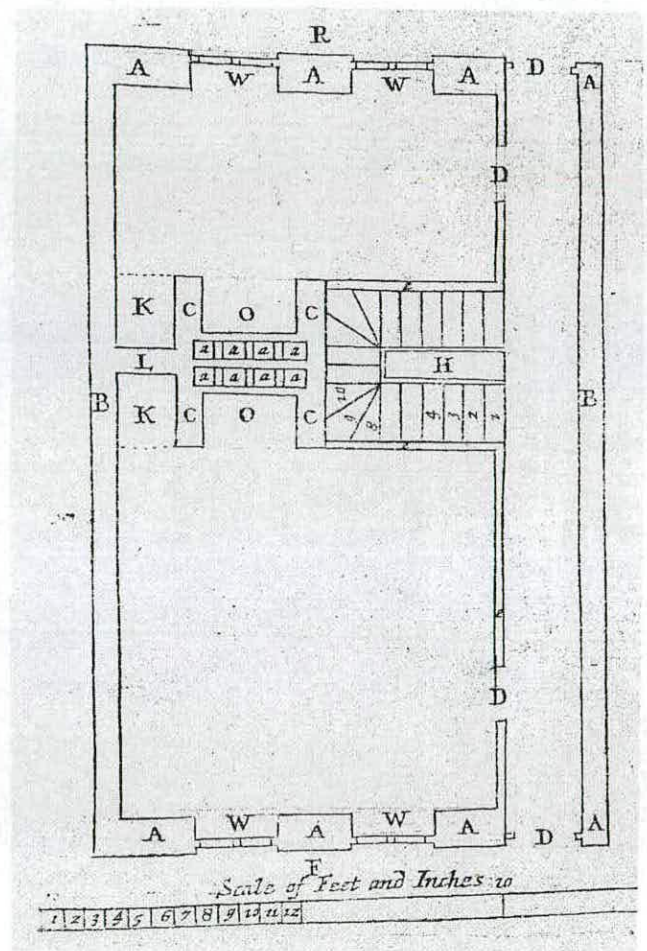 R
A W A W A D A
D
K C O C e
a a a a
L H
a a a a
B B
K C O C 10 9 8 4 3 2 1
e
e
D
A W A W A D A
F
Scale of Feet and Inches 10
1 2 3 4 5 6 7 8 9 10 11 12